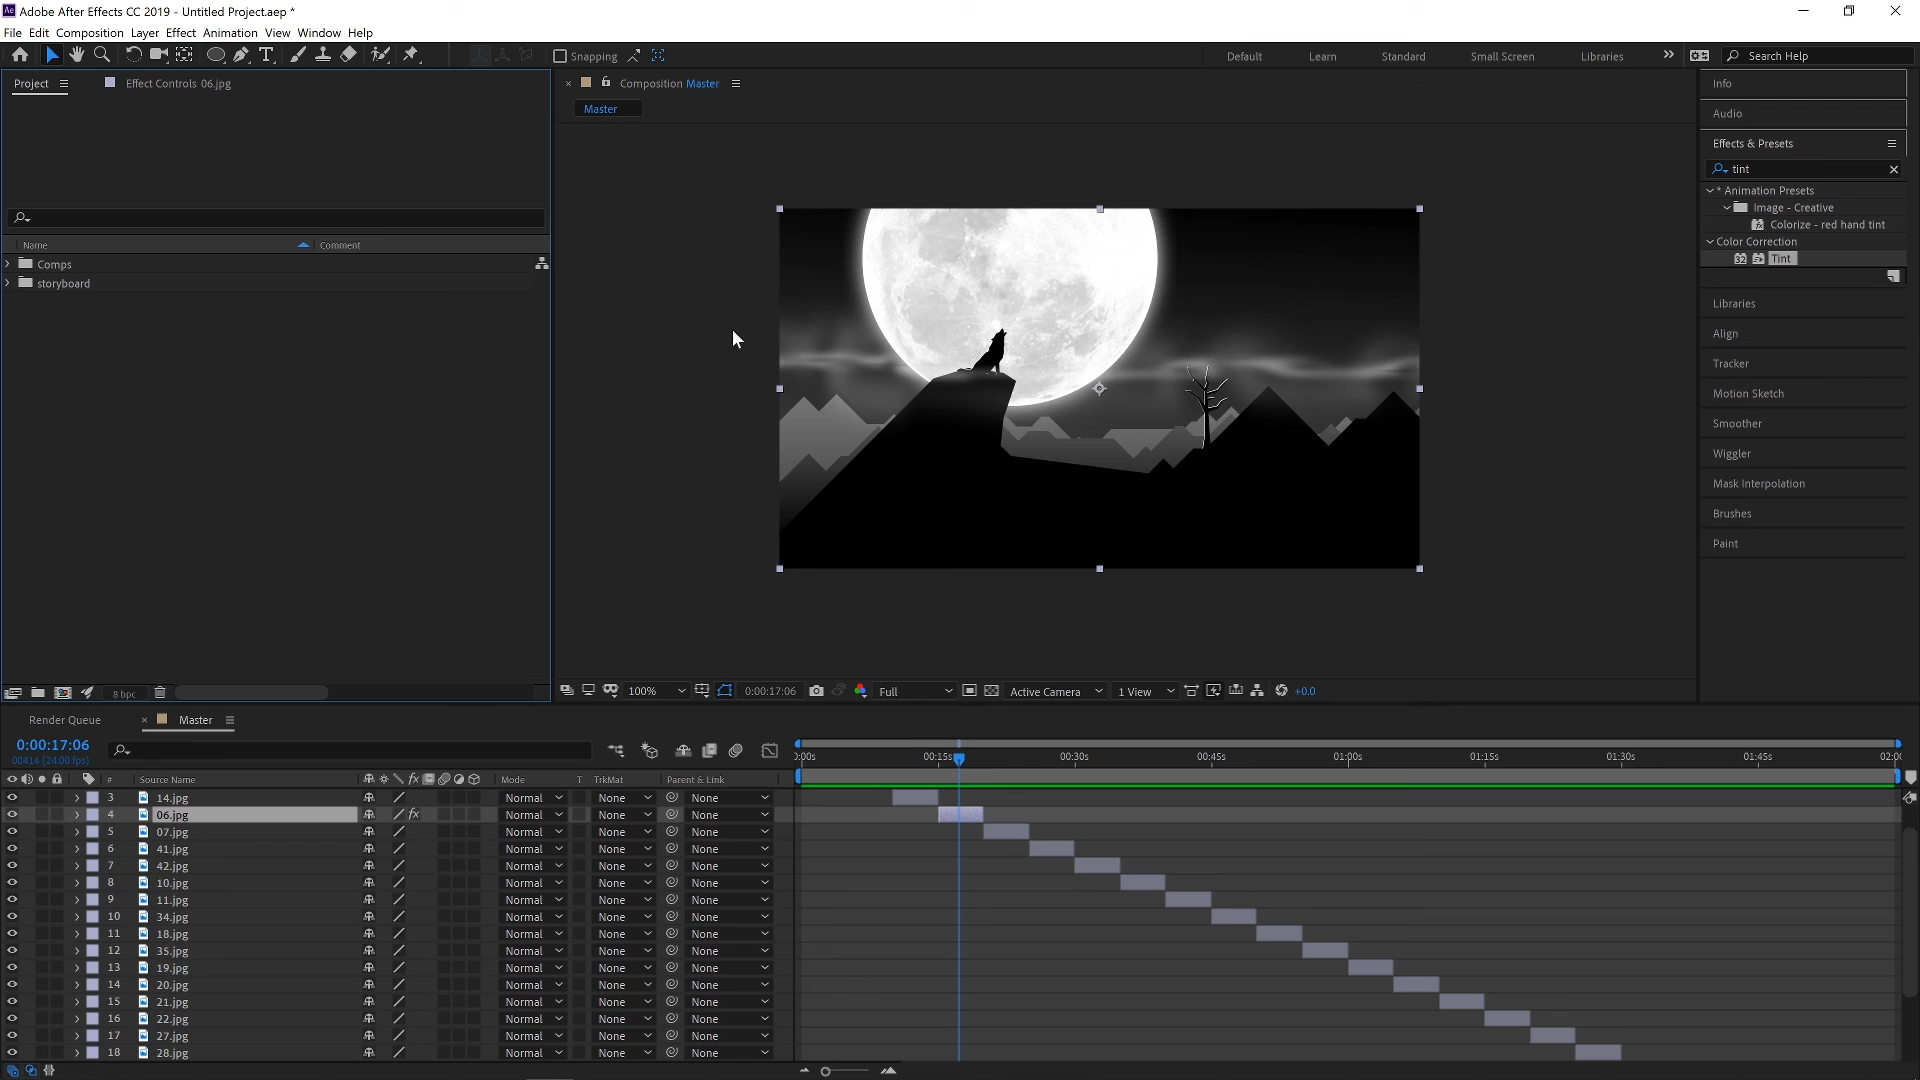 Adobe After Effects CC 2019 - Untitled Project.aep *
File Edit Composition Layer Effect Animation View Window Help
Snapping
Default Learn Standard Small Screen Libraries
Search Help
Project
Effect Controls 06.jpg
Composition Master
Master
Name Comment
Comps
storyboard
Info
Audio
Effects & Presets
tint
* Animation Presets
Image - Creative
Colorize - red hand tint
Color Correction
32 Tint
Libraries
Align
Tracker
Motion Sketch
Smoother
Wiggler
Mask Interpolation
Brushes
Paint
8 bpc
100% 0:00:17:06 Full Active Camera 1 View +0.0
Render Queue Master
0:00:17:06
00414 (24.00 fps)
# Source Name fx Mode T TrkMat Parent & Link
:00s 00:15s 00:30s 00:45s 01:00s 01:15s 01:30s 01:45s 02:0
3 14.jpg Normal None None
4 06.jpg fx Normal None None
5 07.jpg Normal None None
6 41.jpg Normal None None
7 42.jpg Normal None None
8 10.jpg Normal None None
9 11.jpg Normal None None
10 34.jpg Normal None None
11 18.jpg Normal None None
12 35.jpg Normal None None
13 19.jpg Normal None None
14 20.jpg Normal None None
15 21.jpg Normal None None
16 22.jpg Normal None None
17 27.jpg Normal None None
18 28.jpg Normal None None